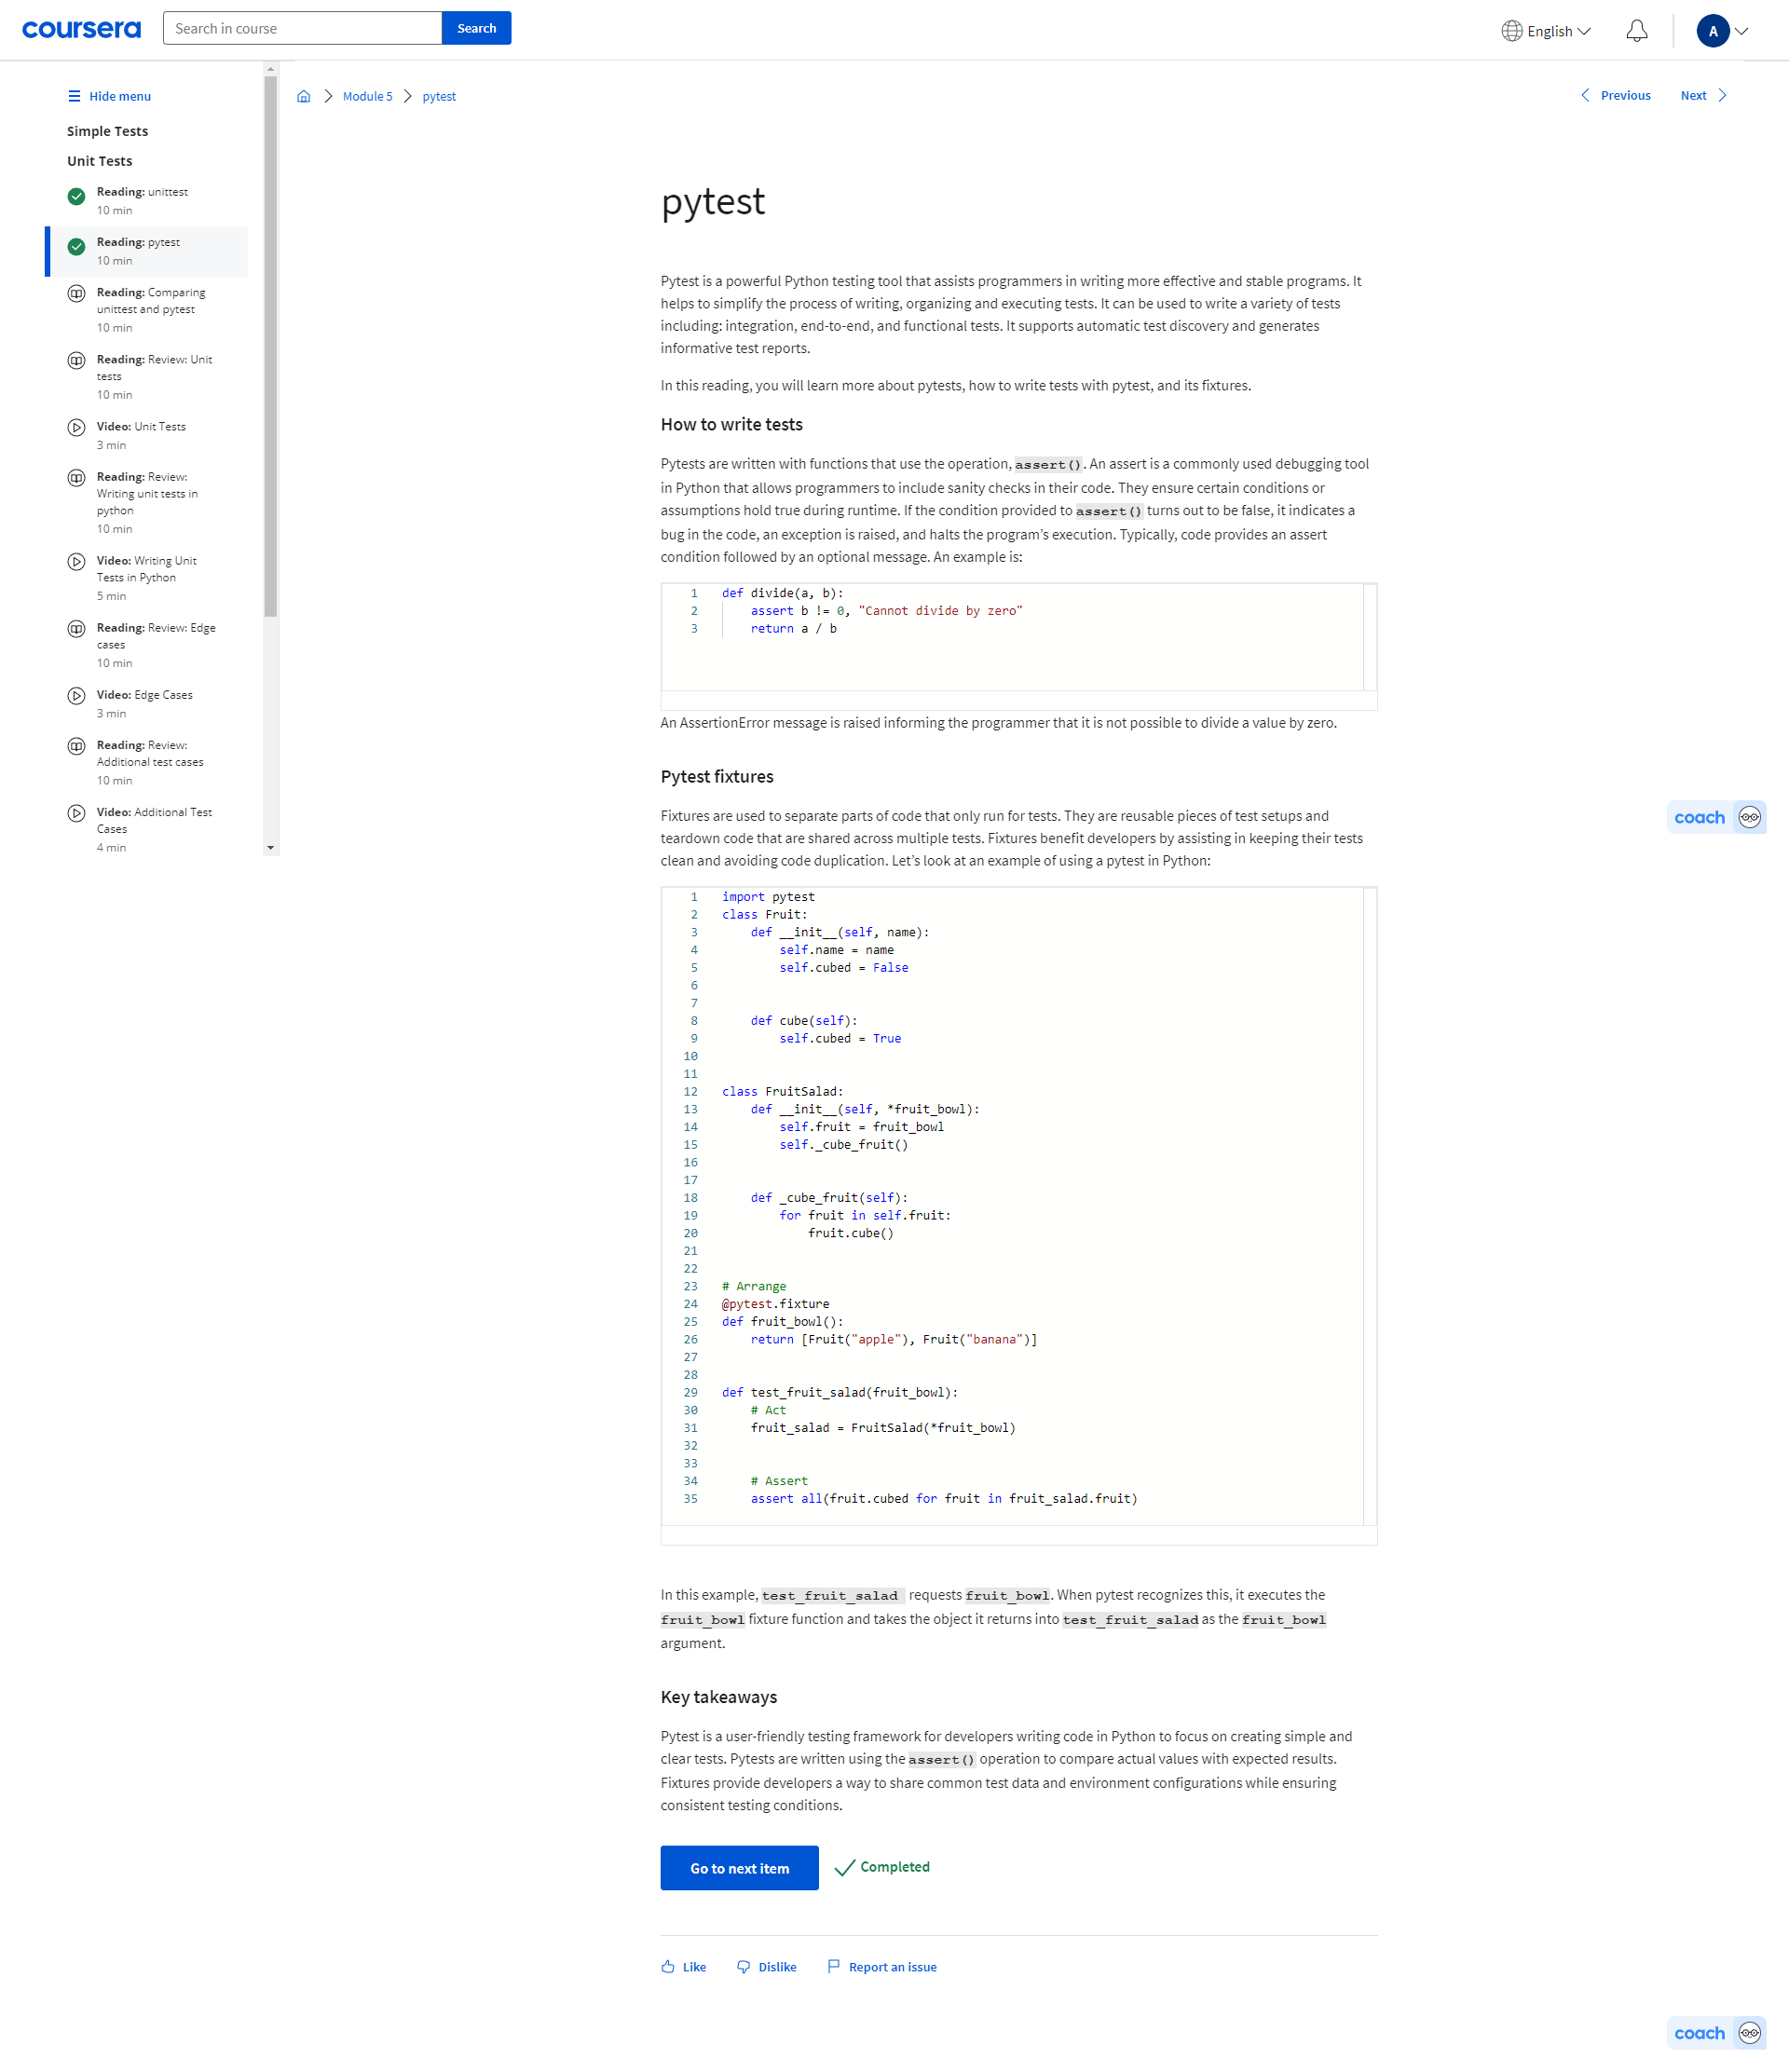 coursera
Search in course
Search
English
A
Hide menu
Simple Tests
Unit Tests
Reading: unittest
10 min
Reading: pytest
10 min
Reading: Comparing
unittest and pytest
10 min
Reading: Review: Unit
tests
10 min
Video: Unit Tests
3 min
Reading: Review:
Writing unit tests in
python
10 min
Video: Writing Unit
Tests in Python
5 min
Reading: Review: Edge
cases
10 min
Video: Edge Cases
3 min
Reading: Review:
Additional test cases
10 min
Video: Additional Test
Cases
4 min
Module 5
pytest
Previous
Next
pytest
Pytest is a powerful Python testing tool that assists programmers in writing more effective and stable programs. It
helps to simplify the process of writing, organizing and executing tests. It can be used to write a variety of tests
including: integration, end-to-end, and functional tests. It supports automatic test discovery and generates
informative test reports.
In this reading, you will learn more about pytests, how to write tests with pytest, and its fixtures.
How to write tests
Pytests are written with functions that use the operation, assert(). An assert is a commonly used debugging tool
in Python that allows programmers to include sanity checks in their code. They ensure certain conditions or
assumptions hold true during runtime. If the condition provided to assert() turns out to be false, it indicates a
bug in the code, an exception is raised, and halts the program’s execution. Typically, code provides an assert
condition followed by an optional message. An example is:
1 def divide(a, b):
2     assert b != 0, "Cannot divide by zero"
3     return a / b
An AssertionError message is raised informing the programmer that it is not possible to divide a value by zero.
Pytest fixtures
Fixtures are used to separate parts of code that only run for tests. They are reusable pieces of test setups and
teardown code that are shared across multiple tests. Fixtures benefit developers by assisting in keeping their tests
clean and avoiding code duplication. Let’s look at an example of using a pytest in Python:
1 import pytest
2 class Fruit:
3     def __init__(self, name):
4         self.name = name
5         self.cubed = False
6
7
8     def cube(self):
9         self.cubed = True
10
11
12 class FruitSalad:
13     def __init__(self, *fruit_bowl):
14         self.fruit = fruit_bowl
15         self._cube_fruit()
16
17
18     def _cube_fruit(self):
19         for fruit in self.fruit:
20             fruit.cube()
21
22
23 # Arrange
24 @pytest.fixture
25 def fruit_bowl():
26     return [Fruit("apple"), Fruit("banana")]
27
28
29 def test_fruit_salad(fruit_bowl):
30     # Act
31     fruit_salad = FruitSalad(*fruit_bowl)
32
33
34     # Assert
35     assert all(fruit.cubed for fruit in fruit_salad.fruit)
In this example, test_fruit_salad requests fruit_bowl. When pytest recognizes this, it executes the
fruit_bowl fixture function and takes the object it returns into test_fruit_salad as the fruit_bowl
argument.
Key takeaways
Pytest is a user-friendly testing framework for developers writing code in Python to focus on creating simple and
clear tests. Pytests are written using the assert() operation to compare actual values with expected results.
Fixtures provide developers a way to share common test data and environment configurations while ensuring
consistent testing conditions.
Go to next item
Completed
Like
Dislike
Report an issue
coach
coach